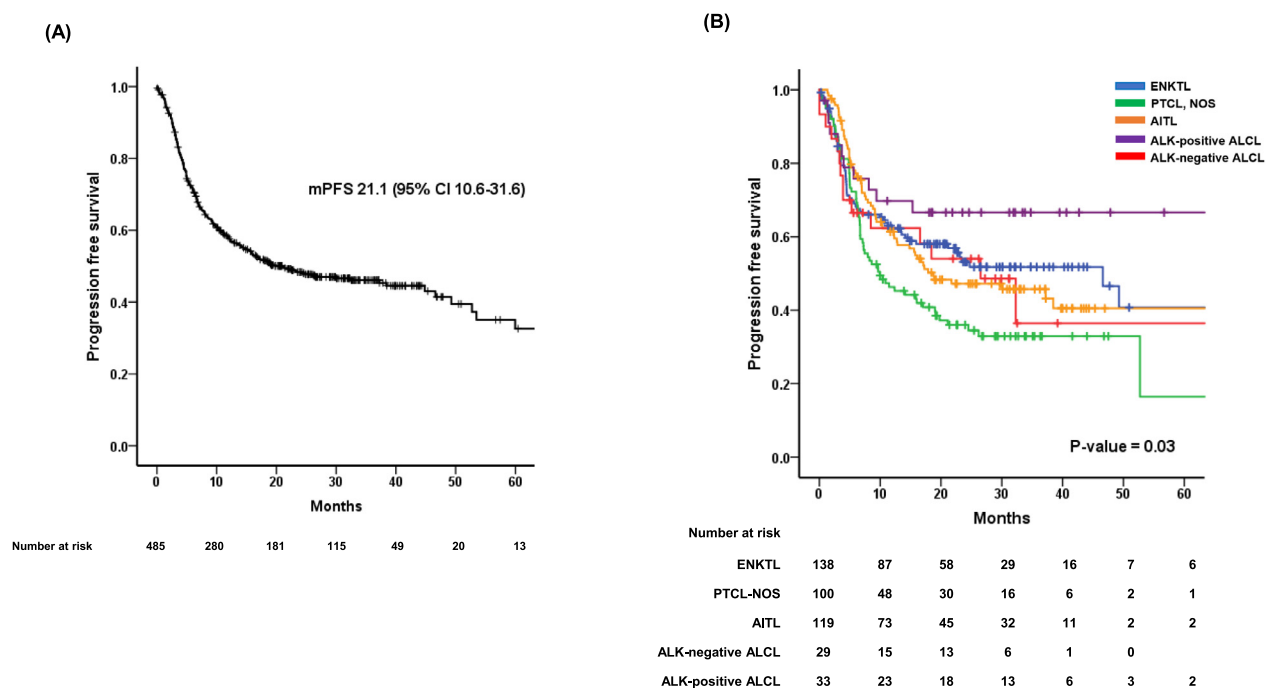 (A)
1.0
0.8
0.6
0.4
0.2
0.0
Progression free survival
mPFS 21.1 (95% CI 10.6-31.6)
0 10 20 30 40 50 60
Months
Number at risk 485 280 181 115 49 20 13
(B)
1.0
0.8
0.6
0.4
0.2
0.0
Progression free survival
ENKTL
PTCL, NOS
AITL
ALK-positive ALCL
ALK-negative ALCL
P-value = 0.03
0 10 20 30 40 50 60
Months
Number at risk
ENKTL 138 87 58 29 16 7 6
PTCL-NOS 100 48 30 16 6 2 1
AITL 119 73 45 32 11 2 2
ALK-negative ALCL 29 15 13 6 1 0
ALK-positive ALCL 33 23 18 13 6 3 2